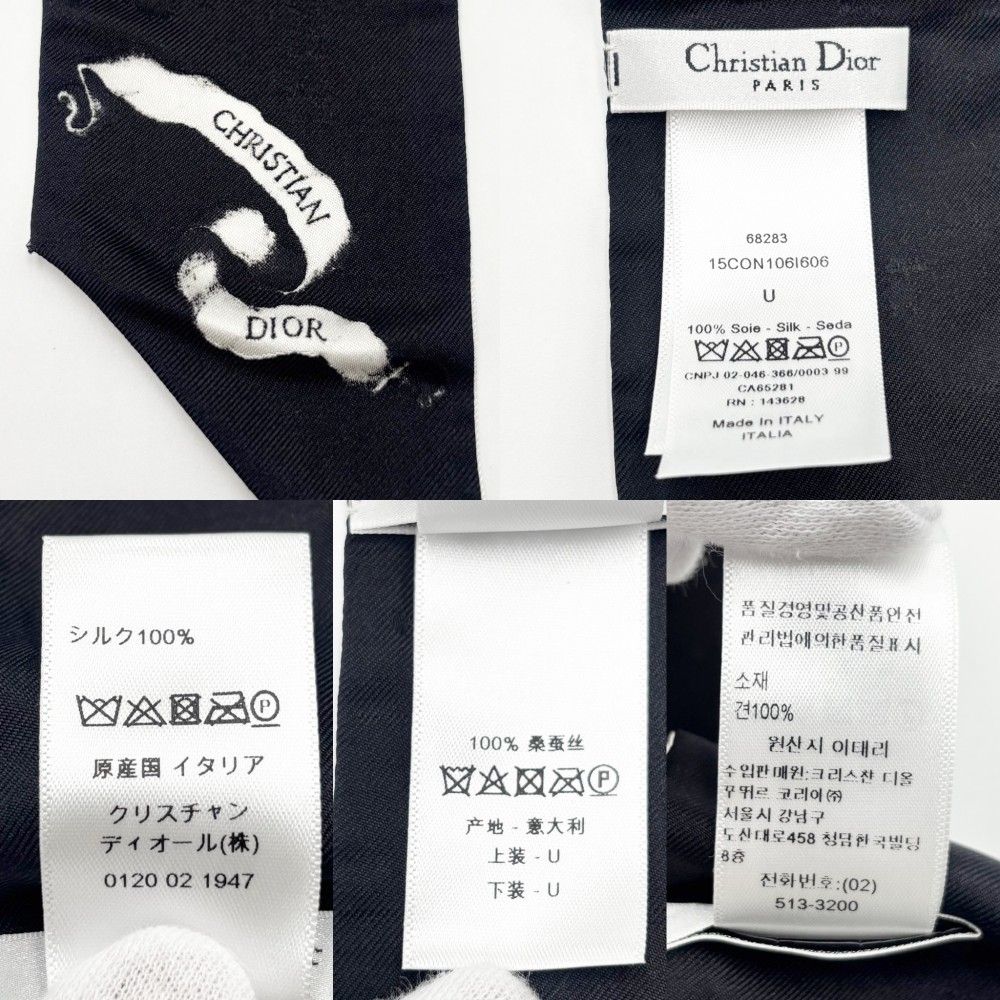 CHRISTIAN
DIOR
Christian Dior
PARIS
68283
15CON106I606
U
100% Soie - Silk - Seda
CNPJ 02-046-366/0003 99
CA65281
RN : 143628
Made in ITALY
ITALIA
シルク100%
P
原産国 イタリア
クリスチャン
ディオール(株)
0120 02 1947
100% 桑蚕丝
P
产地 - 意大利
上装 - U
下装 - U
품질경영및공산품안전
관리법에의한품질표시
소재
견100%
원산지 이태리
수입판매원:크리스챤 디올
꾸뛰르 코리아㈜
서울시 강남구
도산대로458 청담한국빌딩
8층
전화번호:(02)
513-3200